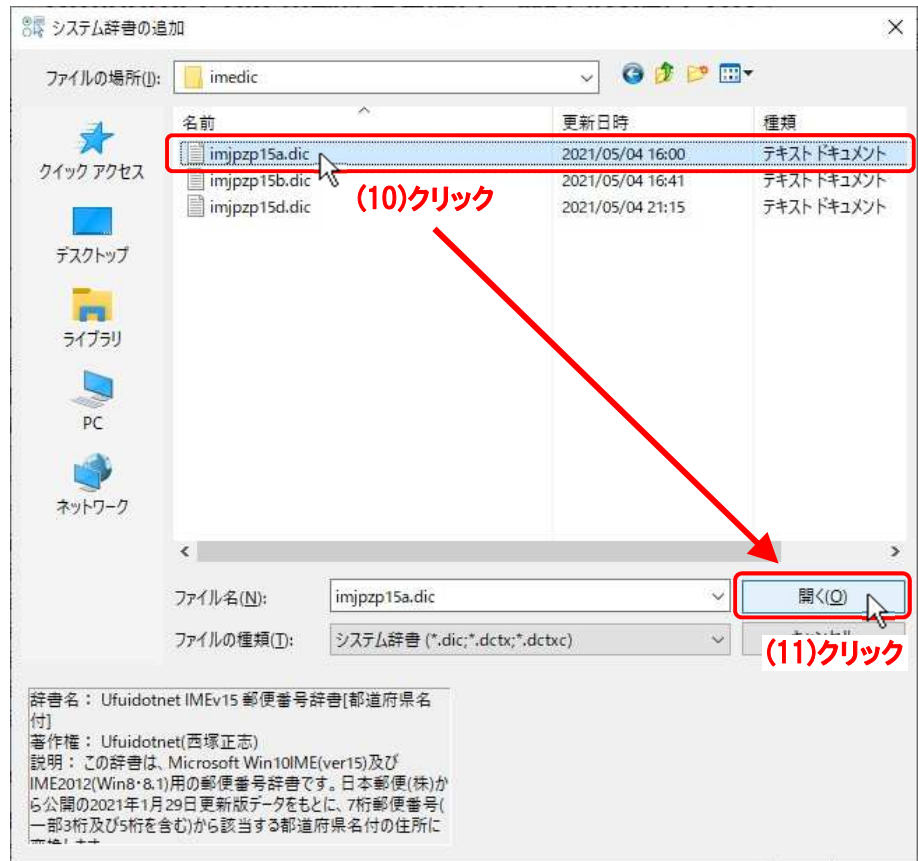 システム辞書の追加
ファイルの場所(I): imedic
名前 更新日時 種類
imjpzp15a.dic 2021/05/04 16:00 テキスト ドキュメント
imjpzp15b.dic 2021/05/04 16:41 テキスト ドキュメント
imjpzp15d.dic 2021/05/04 21:15 テキスト ドキュメント
(10)クリック
クイック アクセス
デスクトップ
ライブラリ
PC
ネットワーク
ファイル名(N): imjpzp15a.dic 開く(O)
ファイルの種類(T): システム辞書 (*.dic;*.dctx;*.dctxc)
(11)クリック
辞書名： Ufuidotnet IMEv15 郵便番号辞書[都道府県名
付]
著作権： Ufuidotnet(西塚正志)
説明： この辞書は、Microsoft Win10IME(ver15)及び
IME2012(Win8・8.1)用の郵便番号辞書です。日本郵便(株)か
ら公開の2021年1月29日更新版データをもとに、7桁郵便番号(
一部3桁及び5桁を含む)から該当する都道府県名付の住所に